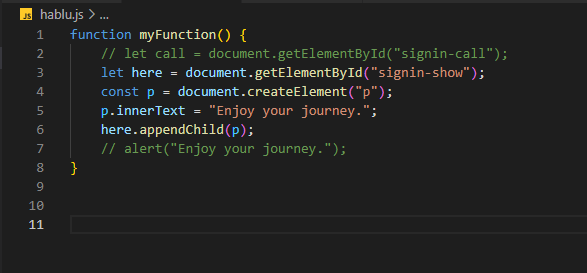 JS hablu.js > ...
1 function myFunction() {
2 // let call = document.getElementById("signin-call");
3 let here = document.getElementById("signin-show");
4 const p = document.createElement("p");
5 p.innerText = "Enjoy your journey.";
6 here.appendChild(p);
7 // alert("Enjoy your journey.");
8 }
9
10
11